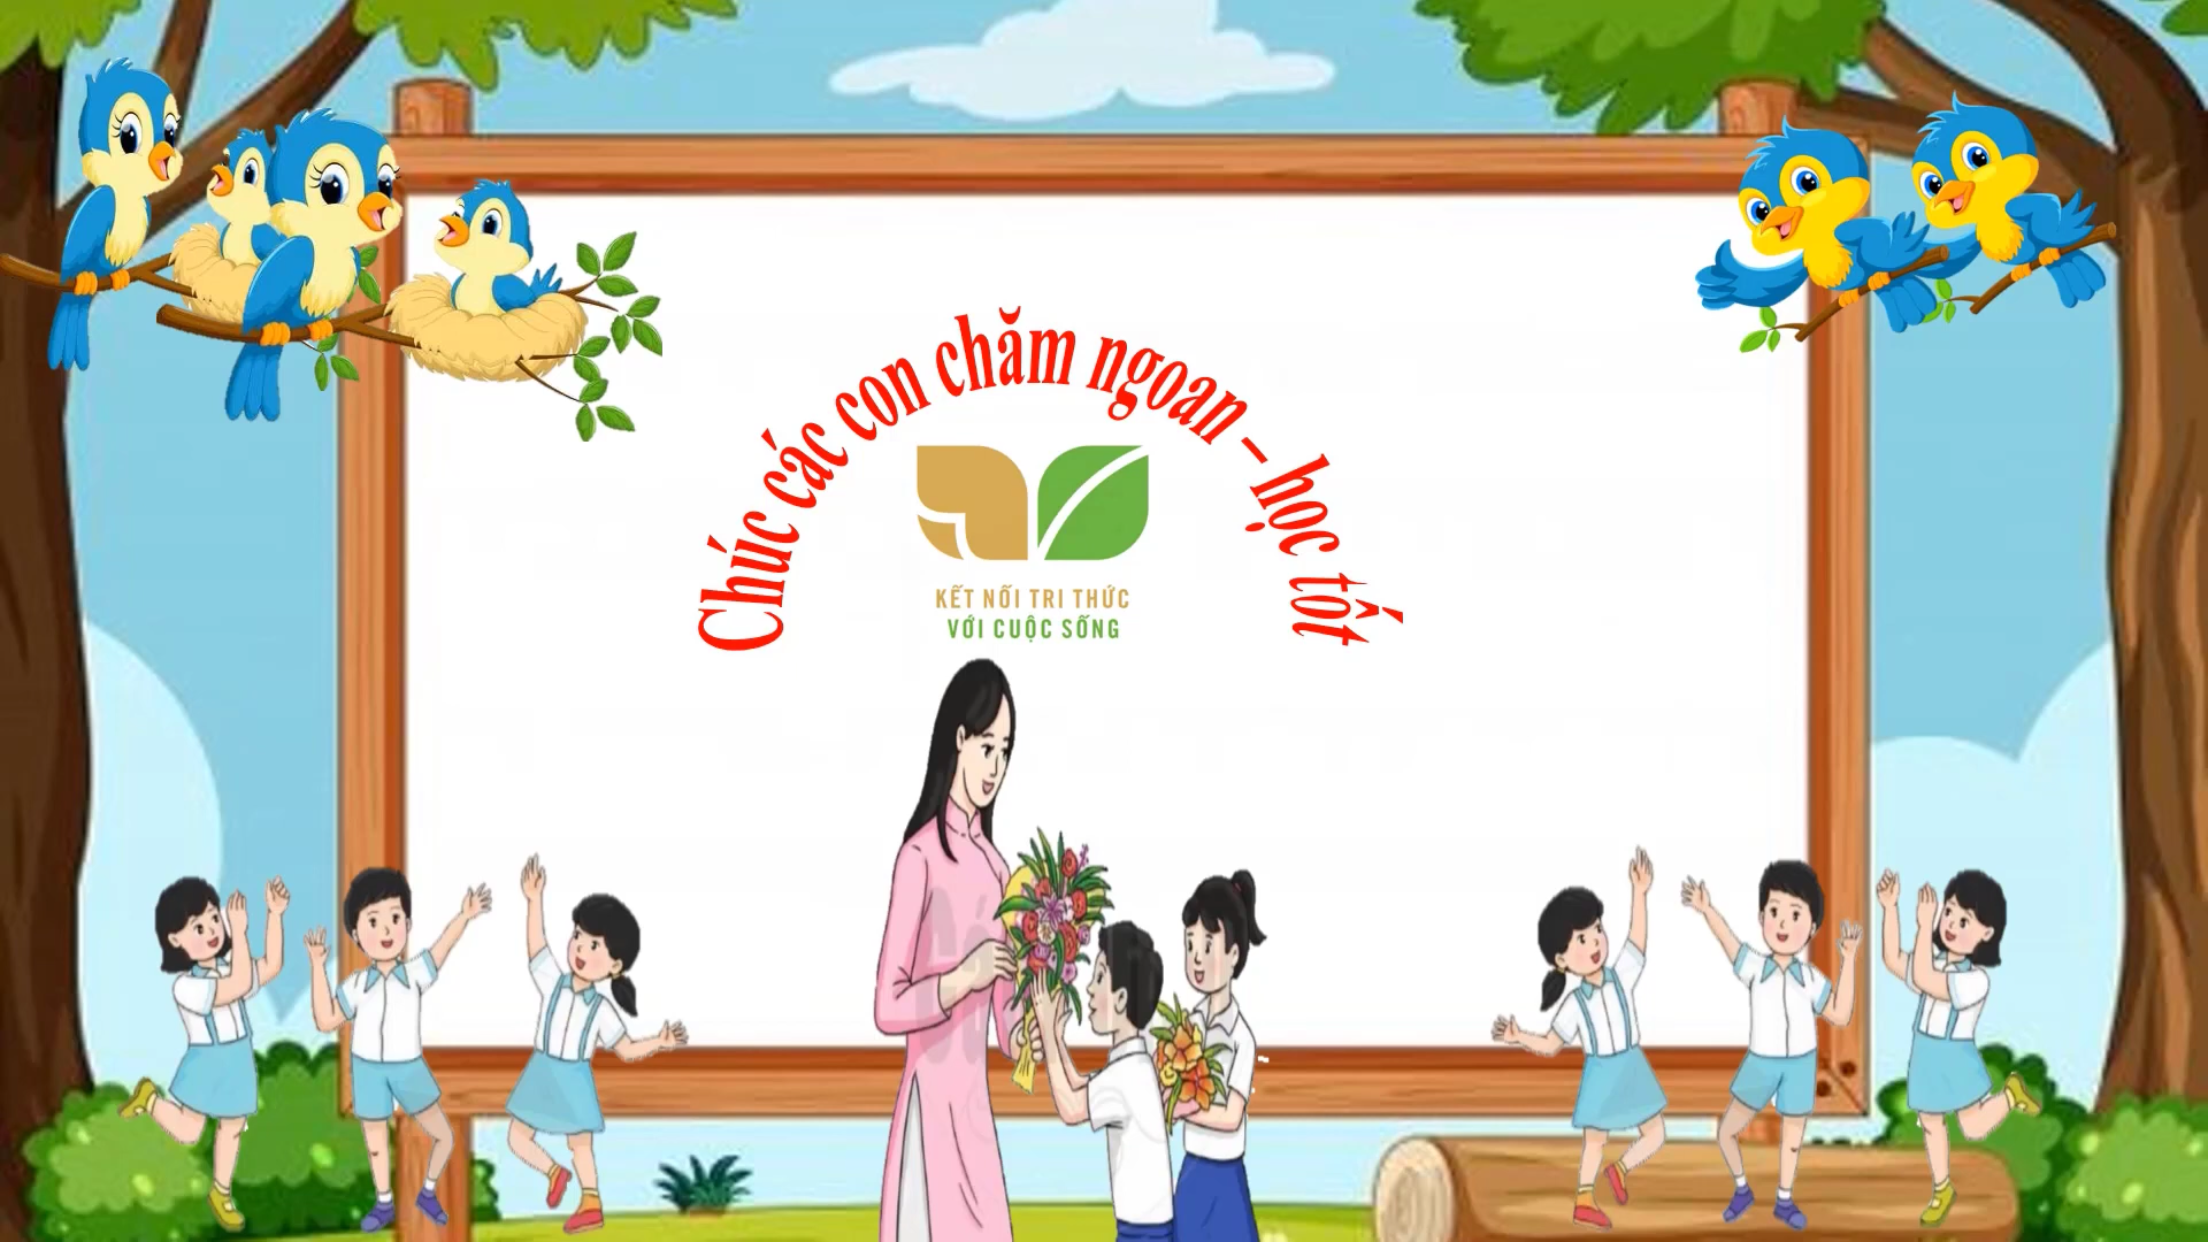 Chúc các con chăm ngoan – học tốt
KẾT NỐI TRI THỨC
VỚI CUỘC SỐNG